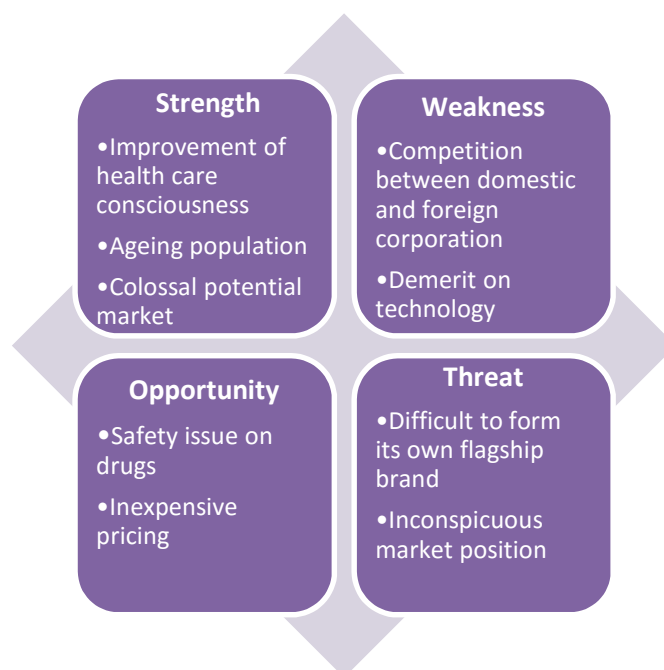 Strength
•Improvement of
health care
consciousness
•Ageing population
•Colossal potential
market
Weakness
•Competition
between domestic
and foreign
corporation
•Demerit on
technology
Opportunity
•Safety issue on
drugs
•Inexpensive
pricing
Threat
•Difficult to form
its own flagship
brand
•Inconspicuous
market position